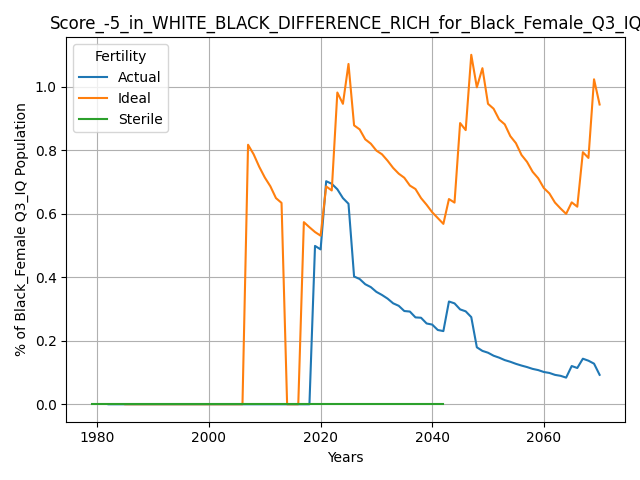 Score_-5_in_WHITE_BLACK_DIFFERENCE_RICH_for_Black_Female_Q3_IQ
Fertility
Actual
Ideal
Sterile
% of Black_Female Q3_IQ Population
1.0
0.8
0.6
0.4
0.2
0.0
1980 2000 2020 2040 2060
Years